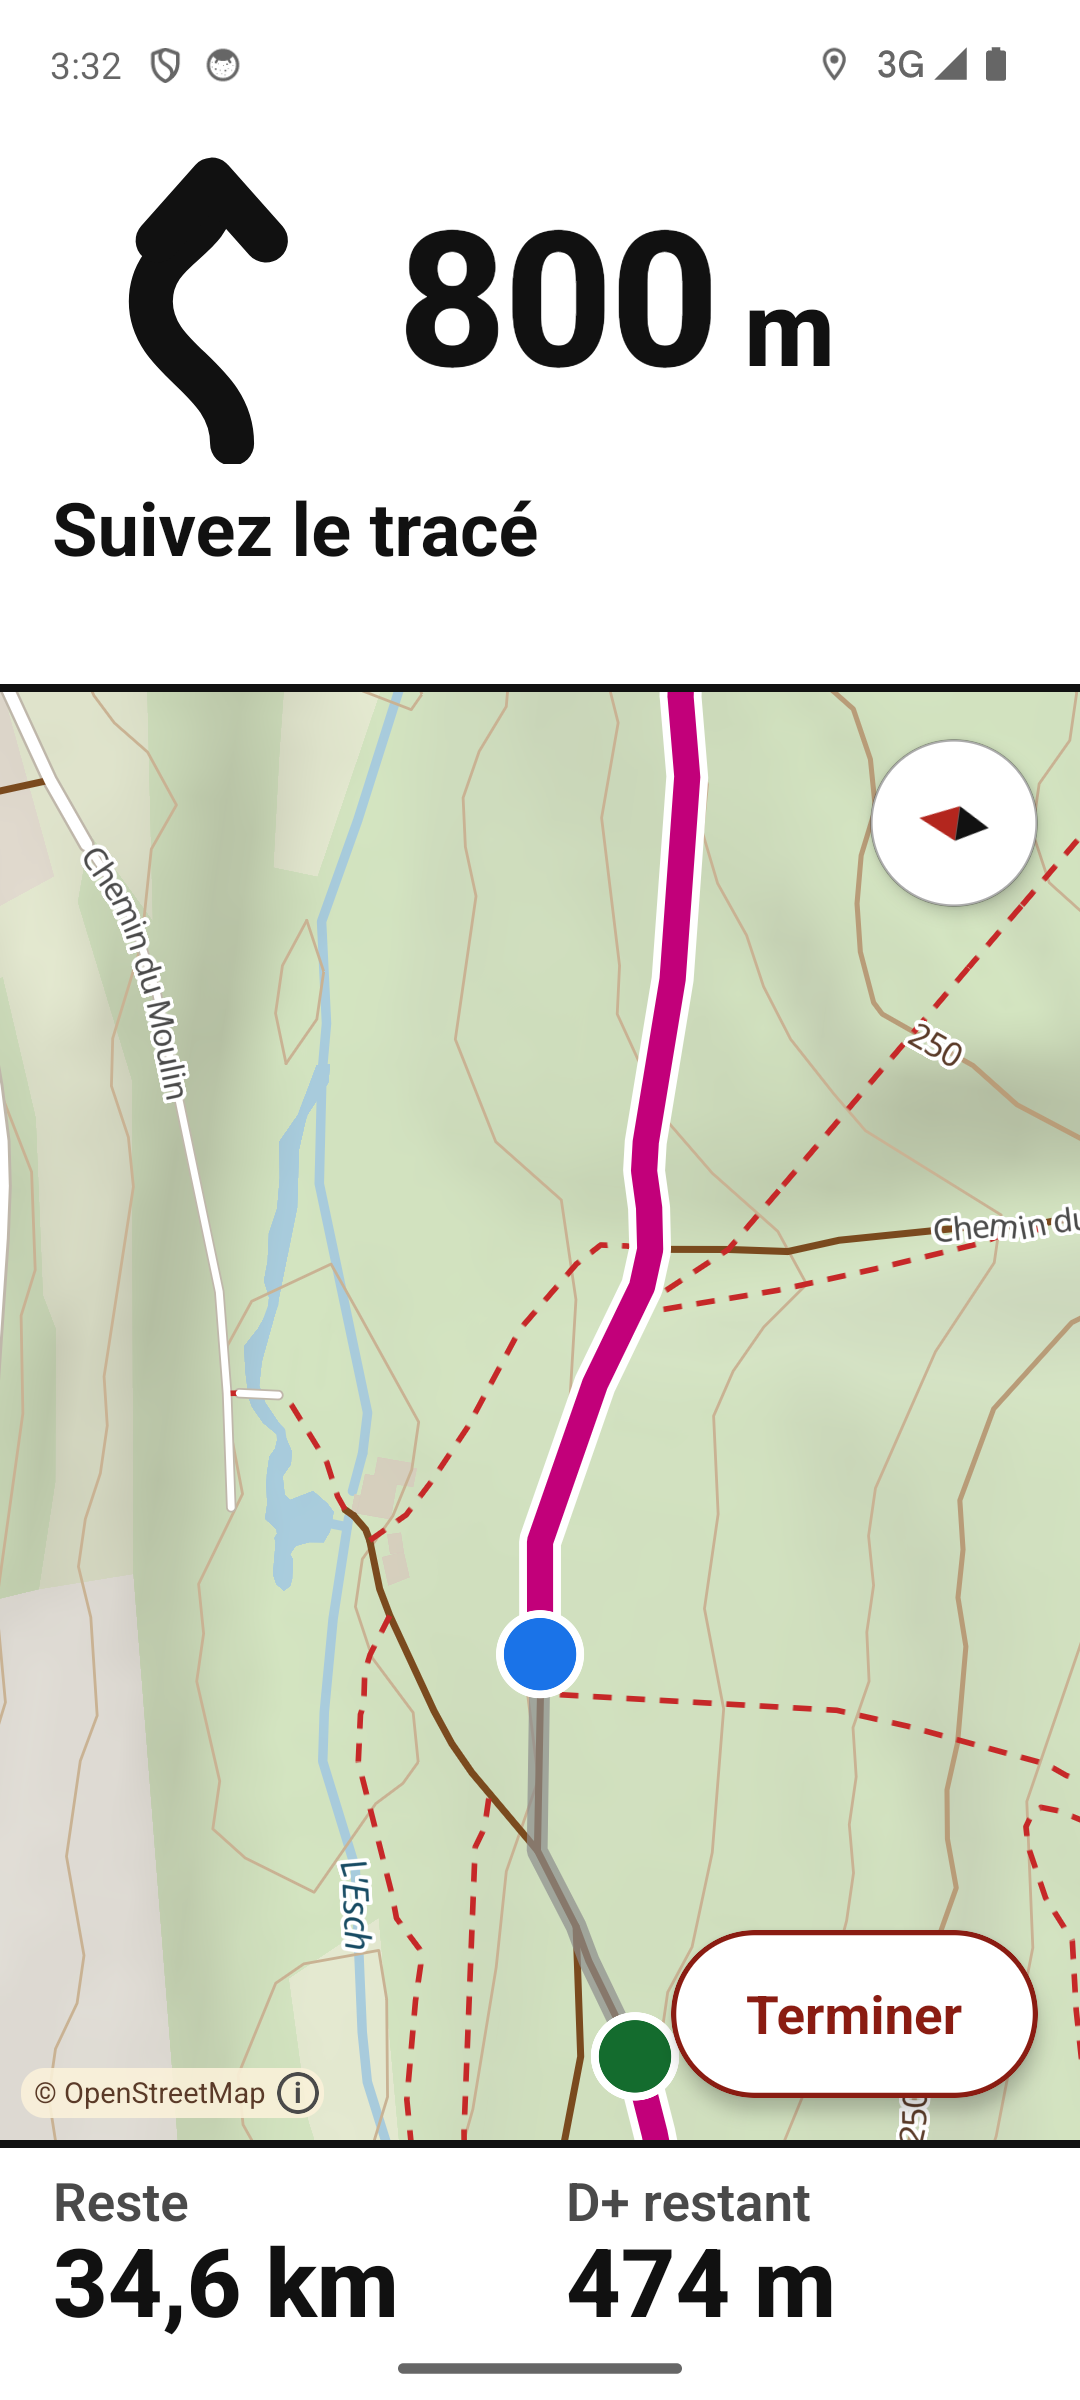 3:32
3G
800 m
Suivez le tracé
Chemin du Moulin
250
Chemin du
L'Esch
Terminer
© OpenStreetMap
250
Reste
D+ restant
34,6 km
474 m